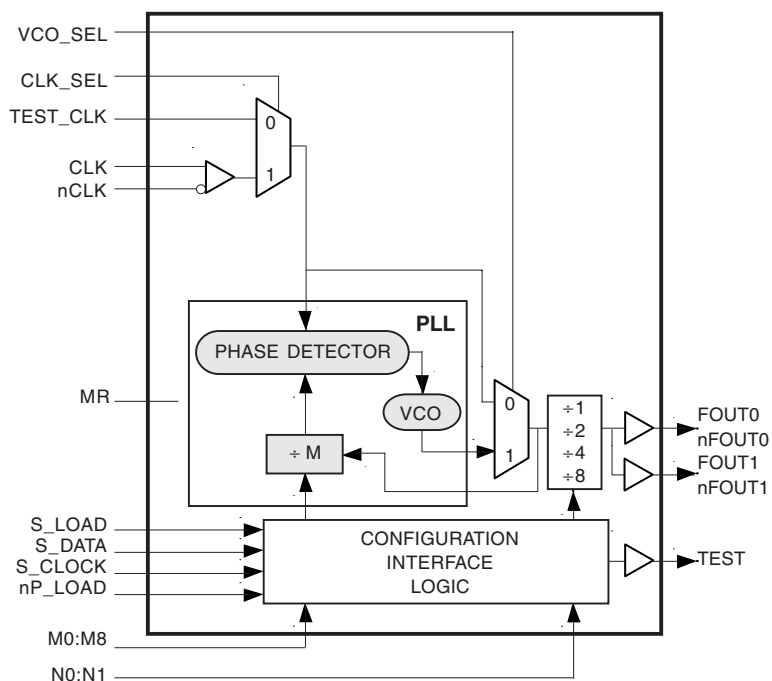 VCO_SEL
CLK_SEL
TEST_CLK
0
CLK
1
nCLK
PLL
PHASE DETECTOR
MR
VCO
0
1
÷ M
÷1
÷2
÷4
÷8
FOUT0
nFOUT0
FOUT1
nFOUT1
S_LOAD
S_DATA
S_CLOCK
nP_LOAD
CONFIGURATION
INTERFACE
LOGIC
TEST
M0:M8
N0:N1